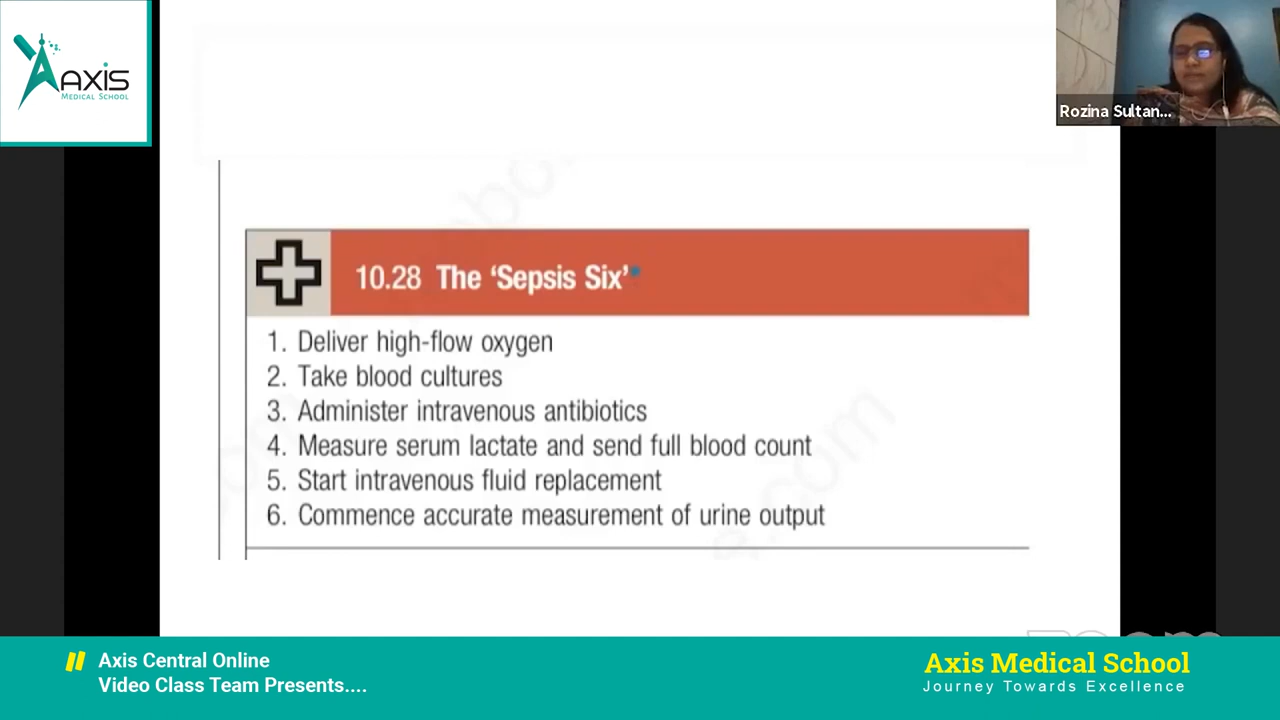 AXIS
MEDICAL SCHOOL
Rozina Sultan...
10.28 The ‘Sepsis Six’*
1. Deliver high-flow oxygen
2. Take blood cultures
3. Administer intravenous antibiotics
4. Measure serum lactate and send full blood count
5. Start intravenous fluid replacement
6. Commence accurate measurement of urine output
Axis Central Online
Video Class Team Presents....
Axis Medical School
Journey Towards Excellence